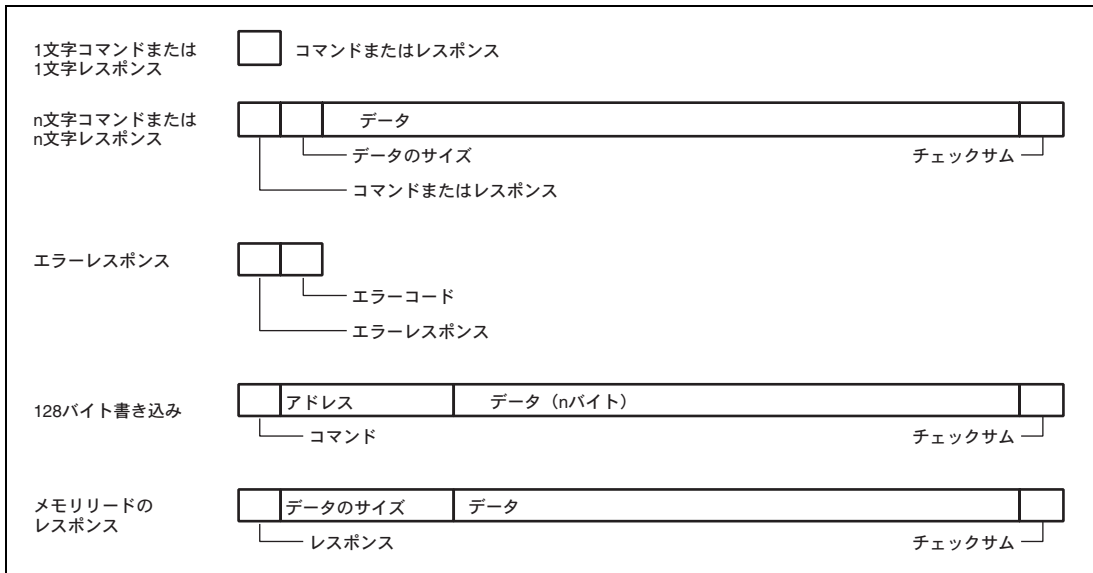 1文字コマンドまたは
1文字レスポンス
コマンドまたはレスポンス
n文字コマンドまたは
n文字レスポンス
データ
データのサイズ
チェックサム
コマンドまたはレスポンス
エラーレスポンス
エラーコード
エラーレスポンス
128バイト書き込み
アドレス
データ（nバイト）
コマンド
チェックサム
メモリリードの
レスポンス
データのサイズ
データ
レスポンス
チェックサム